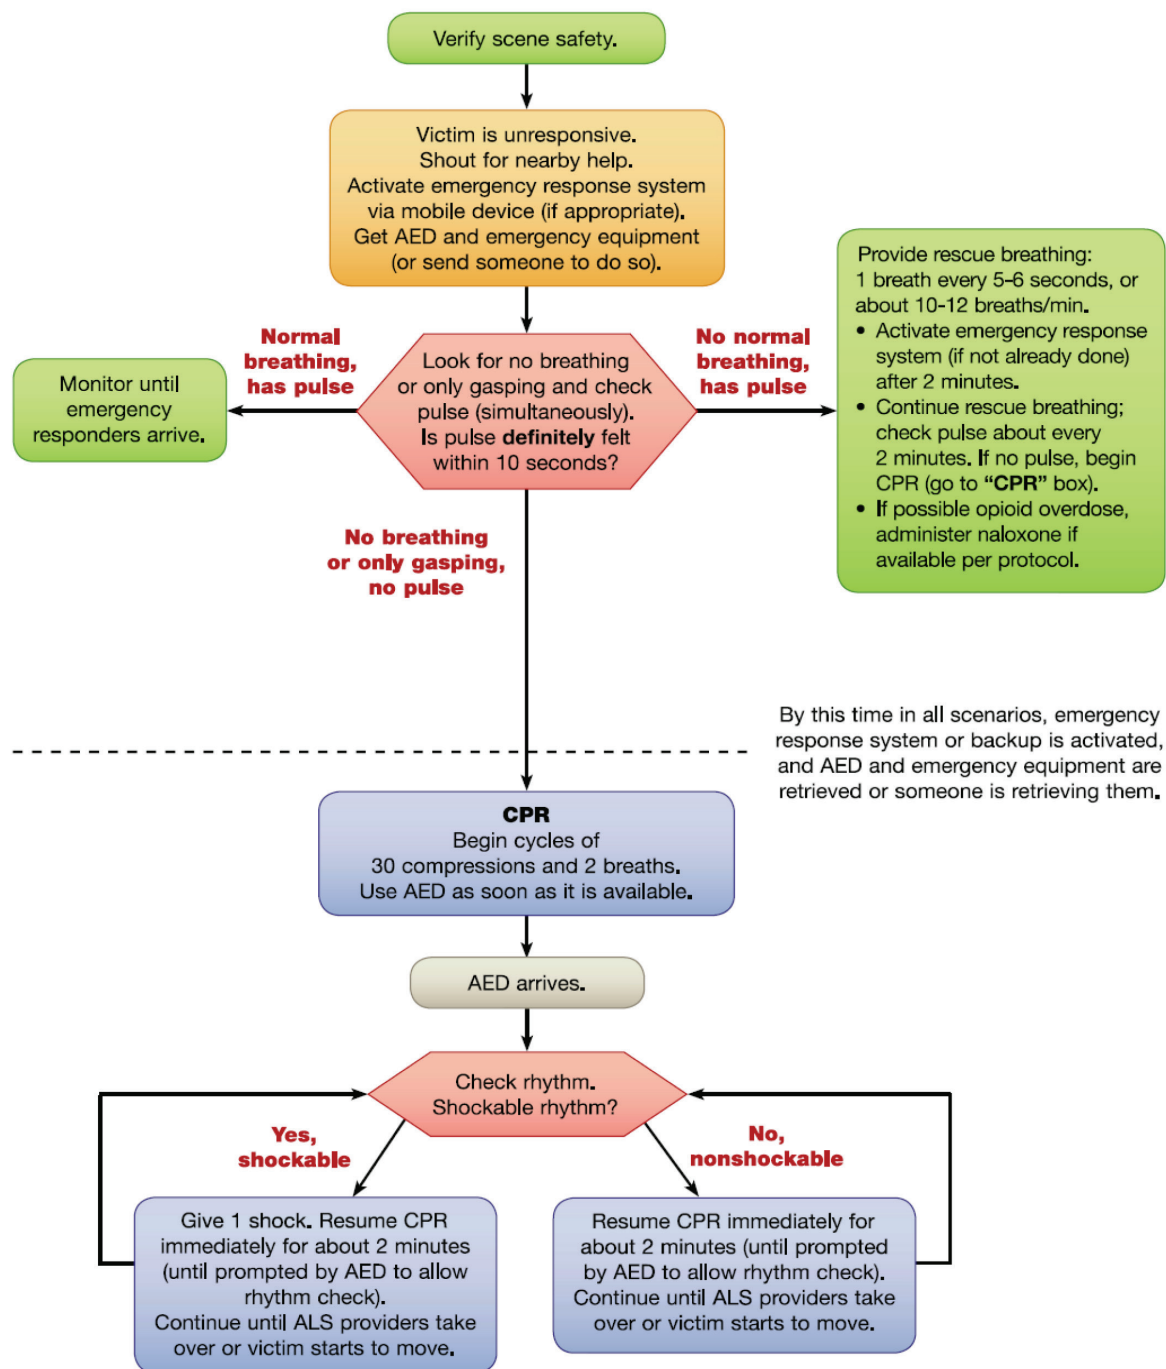 Verify scene safety.
Victim is unresponsive.
Shout for nearby help.
Activate emergency response system
via mobile device (if appropriate).
Get AED and emergency equipment
(or send someone to do so).
Normal
breathing,
has pulse
Look for no breathing
or only gasping and check
pulse (simultaneously).
Is pulse definitely felt
within 10 seconds?
No normal
breathing,
has pulse
Monitor until
emergency
responders arrive.
Provide rescue breathing:
1 breath every 5-6 seconds, or
about 10-12 breaths/min.
• Activate emergency response
system (if not already done)
after 2 minutes.
• Continue rescue breathing;
check pulse about every
2 minutes. If no pulse, begin
CPR (go to “CPR” box).
• If possible opioid overdose,
administer naloxone if
available per protocol.
No breathing
or only gasping,
no pulse
By this time in all scenarios, emergency
response system or backup is activated,
and AED and emergency equipment are
retrieved or someone is retrieving them.
CPR
Begin cycles of
30 compressions and 2 breaths.
Use AED as soon as it is available.
AED arrives.
Check rhythm.
Shockable rhythm?
Yes,
shockable
No,
nonshockable
Give 1 shock. Resume CPR
immediately for about 2 minutes
(until prompted by AED to allow
rhythm check).
Continue until ALS providers take
over or victim starts to move.
Resume CPR immediately for
about 2 minutes (until prompted
by AED to allow rhythm check).
Continue until ALS providers take
over or victim starts to move.